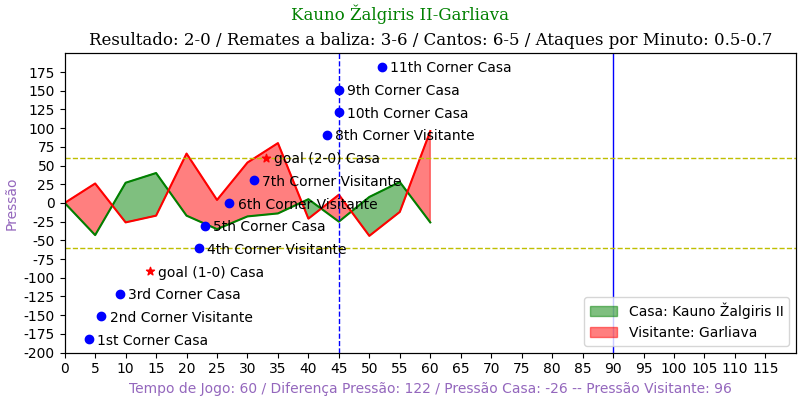 Kauno Žalgiris II-Garliava
Resultado: 2-0 / Remates a baliza: 3-6 / Cantos: 6-5 / Ataques por Minuto: 0.5-0.7
175
150
125
100
75
50
25
0
-25
-50
-75
-100
-125
-150
-175
-200
Pressão
11th Corner Casa
9th Corner Casa
10th Corner Casa
8th Corner Visitante
goal (2-0) Casa
7th Corner Visitante
6th Corner Visitante
5th Corner Casa
4th Corner Visitante
goal (1-0) Casa
3rd Corner Casa
2nd Corner Visitante
1st Corner Casa
Casa: Kauno Žalgiris II
Visitante: Garliava
0 5 10 15 20 25 30 35 40 45 50 55 60 65 70 75 80 85 90 95 100 105 110 115
Tempo de Jogo: 60 / Diferença Pressão: 122 / Pressão Casa: -26 -- Pressão Visitante: 96